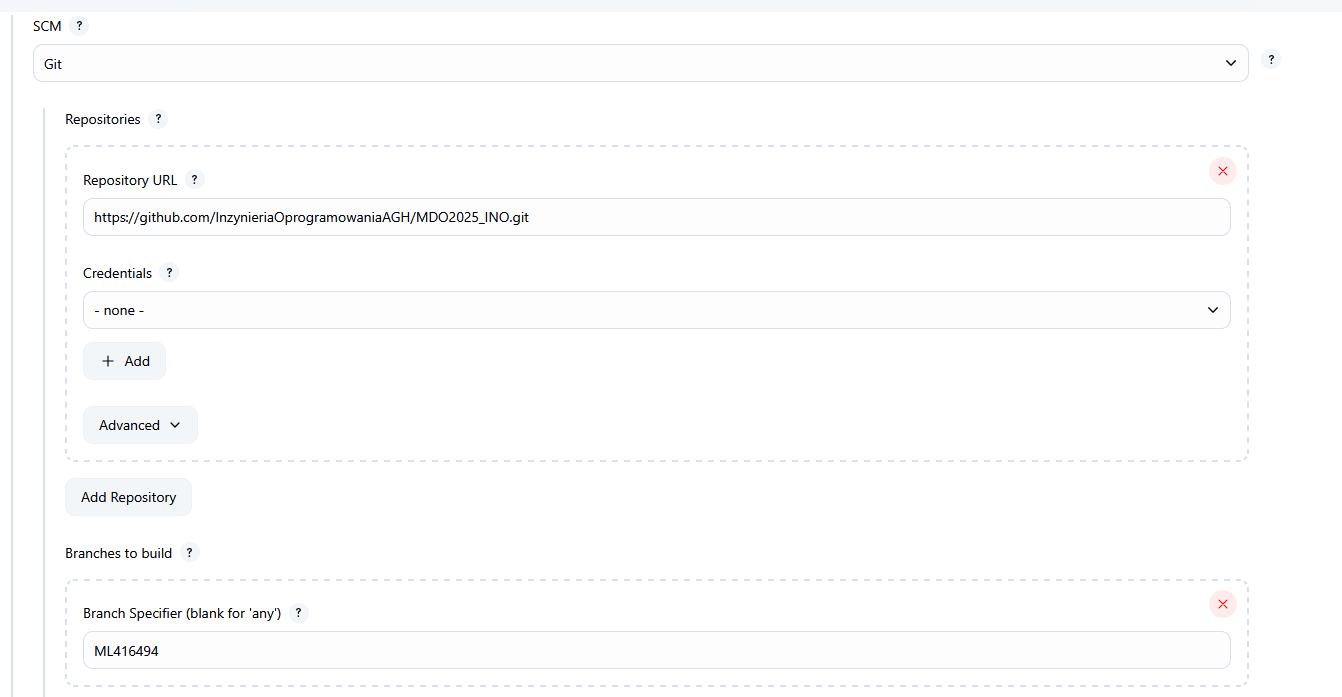 SCM ?
Git
?
Repositories ?
Repository URL ?
https://github.com/InzynieriaOprogramowaniaAGH/MDO2025_INO.git
Credentials ?
- none -
+ Add
Advanced
Add Repository
Branches to build ?
Branch Specifier (blank for 'any') ?
ML416494